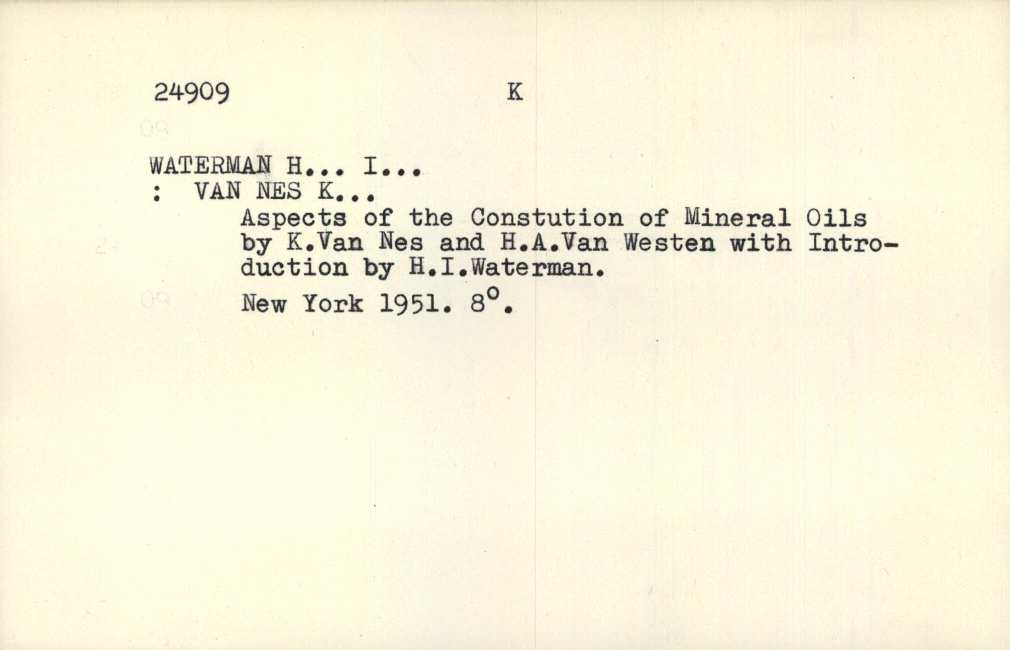 24909 K
WATERMAN H... I...
: VAN NES K...
Aspects of the Constution of Mineral Oils
by K.Van Nes and H.A.Van Westen with Intro-
duction by H.I.Waterman.
New York 1951. 8°.